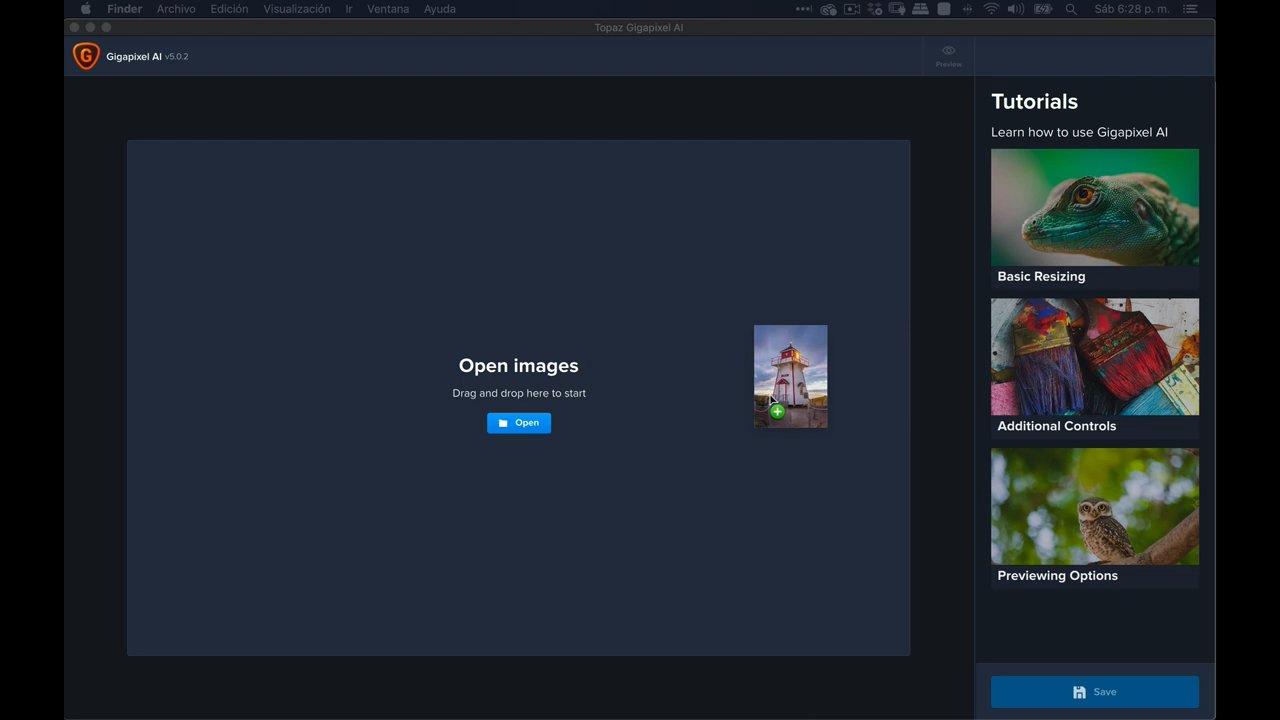 Finder Archivo Edición Visualización Ir Ventana Ayuda Sáb 6:28 p. m.
Topaz Gigapixel AI
Gigapixel AI v5.0.2
Preview
Tutorials
Learn how to use Gigapixel AI
Basic Resizing
Open images
Drag and drop here to start
Open
Additional Controls
Previewing Options
Save